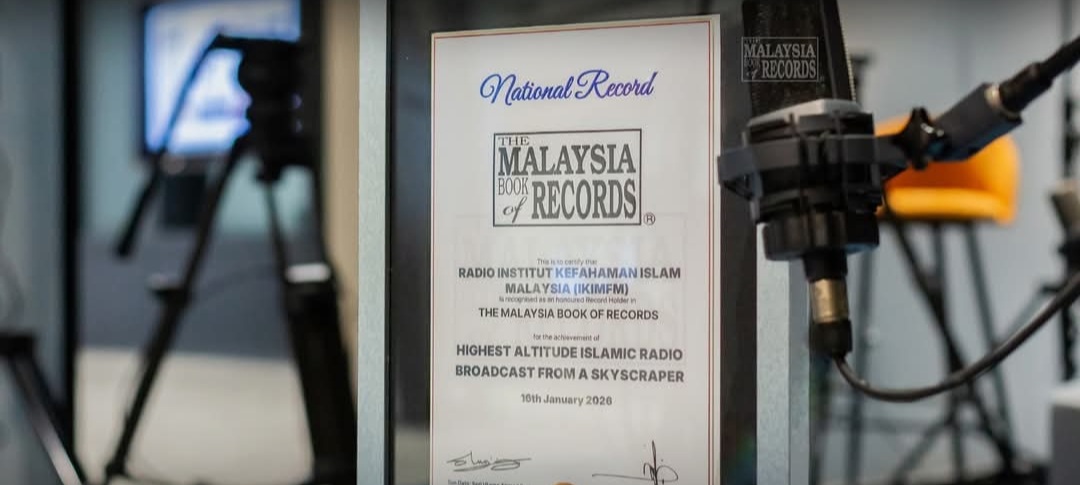 National Record
THE
MALAYSIA
BOOK
of RECORDS
®
This is to certify that
RADIO INSTITUT KEFAHAMAN ISLAM
MALAYSIA (IKIMFM)
is recognised as an honoured Record Holder in
THE MALAYSIA BOOK OF RECORDS
for the achievement of
HIGHEST ALTITUDE ISLAMIC RADIO
BROADCAST FROM A SKYSCRAPER
16th January 2026
THE
MALAYSIA
BOOK
of RECORDS